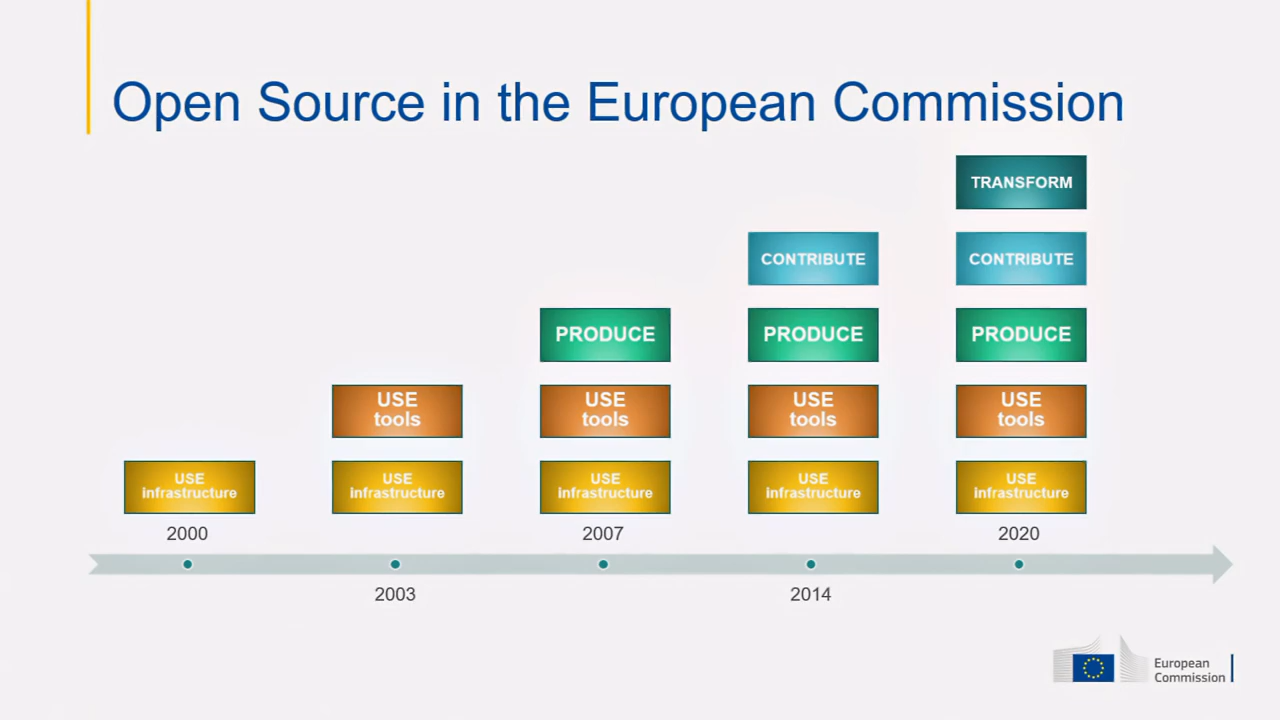 Open Source in the European Commission
TRANSFORM
CONTRIBUTE
CONTRIBUTE
PRODUCE
PRODUCE
PRODUCE
USE
tools
USE
tools
USE
tools
USE
tools
USE
infrastructure
USE
infrastructure
USE
infrastructure
USE
infrastructure
USE
infrastructure
2000
2007
2020
2003
2014
European
Commission